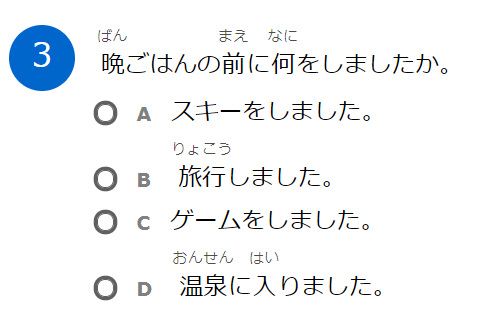 3
ばん まえ なに
晩ごはんの前に何をしましたか。
A スキーをしました。
りょこう
B 旅行しました。
C ゲームをしました。
おんせん はい
D 温泉に入りました。